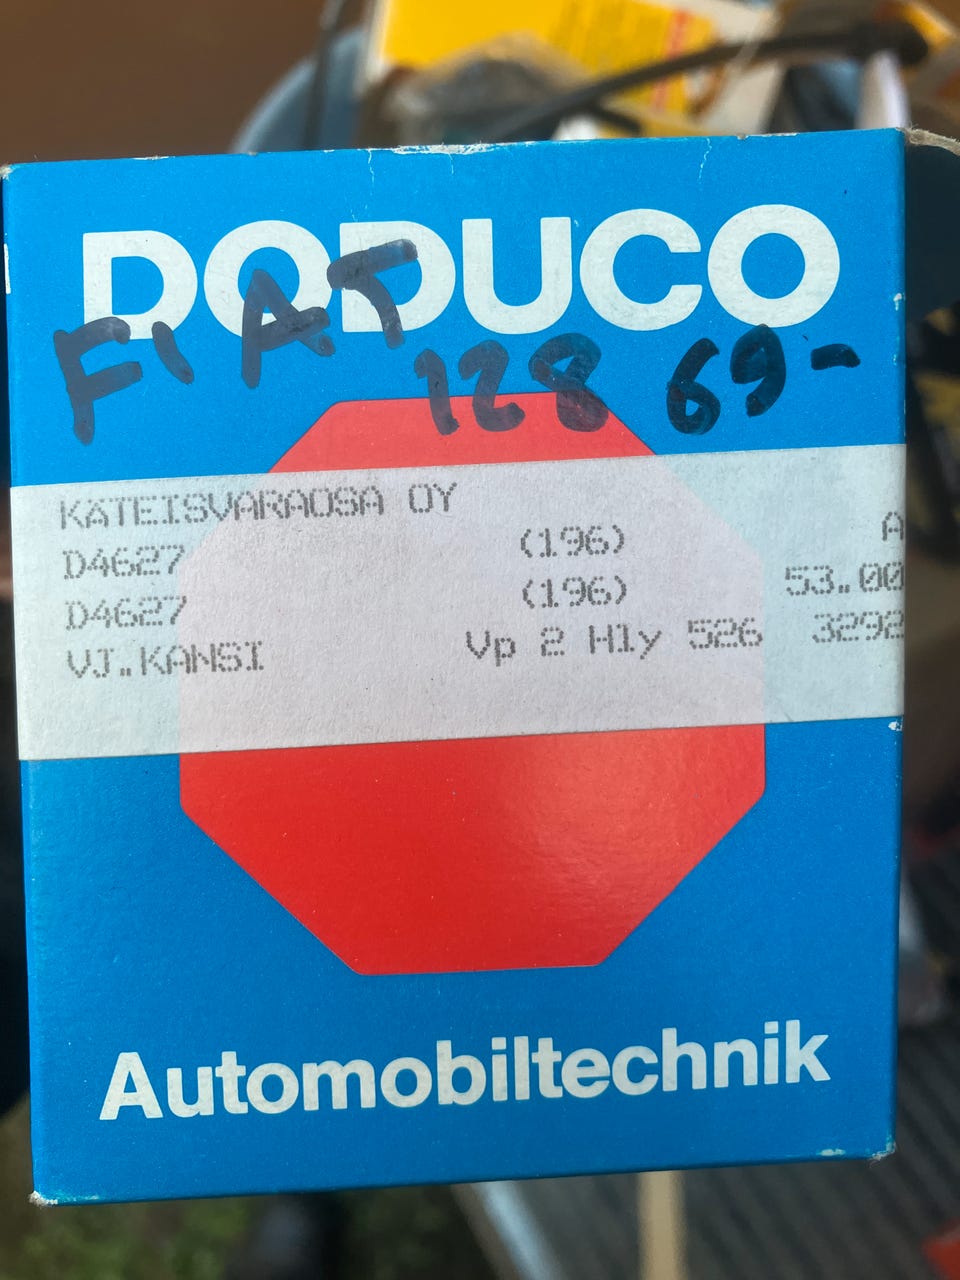 DODUCO
FIAT 128 69-
KÄTEISVARAOSA OY
A
D4627 (196)
53.00
D4627 (196)
VJ.KANSI Vp 2 Hly 526 3292
Automobiltechnik